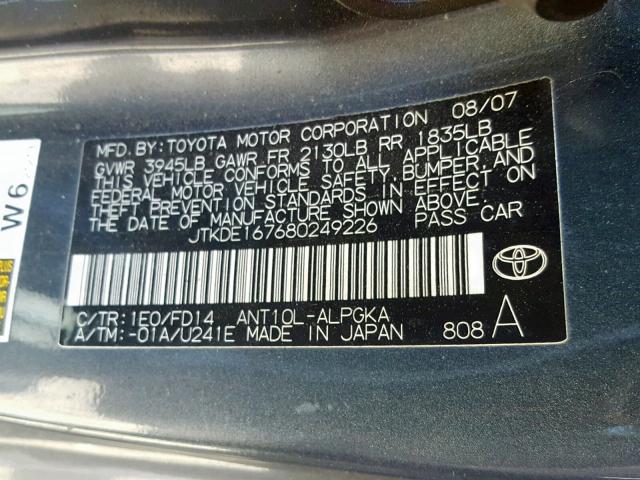 MFD.BY:TOYOTA MOTOR CORPORATION 08/07
GVWR 3945LB GAWR FR 2130LB RR 1835LB
THIS VEHICLE CONFORMS TO ALL APPLICABLE
FEDERAL MOTOR VEHICLE SAFETY,BUMPER,AND
THEFT PREVENTION STANDARDS IN EFFECT ON
THE DATE OF MANUFACTURE SHOWN ABOVE.
JTKDE167680249226 PASS CAR
C/TR:1E0/FD14 ANT10L-ALPGKA
A/TM:-01A/U241E MADE IN JAPAN 808 A
W6